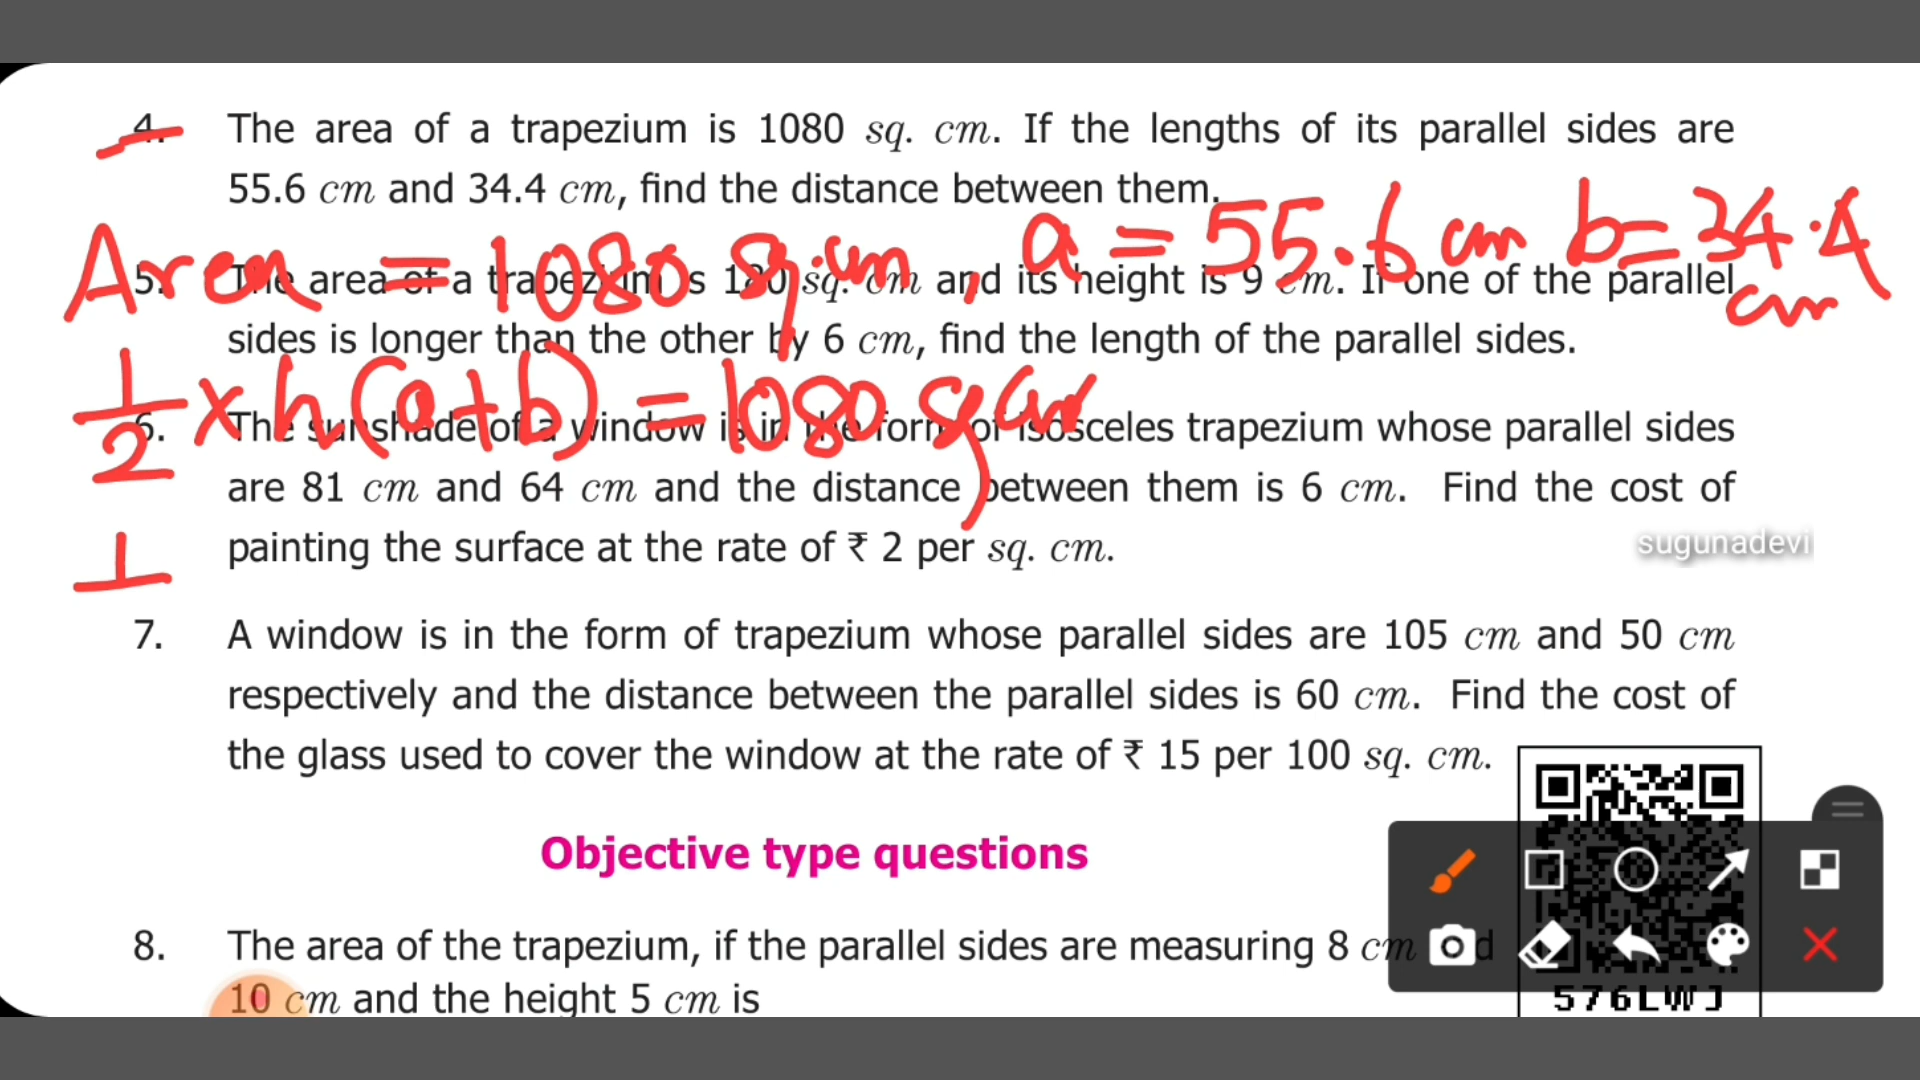 4. The area of a trapezium is 1080 sq. cm. If the lengths of its parallel sides are
55.6 cm and 34.4 cm, find the distance between them.
Area = 1080 sq.cm, a = 55.6 cm b = 34.4
cm
5. The area of a trapezium is 180 sq. cm and its height is 9 cm. If one of the parallel
sides is longer than the other by 6 cm, find the length of the parallel sides.
1/2 × h(a+b) = 1080 sq cm
6. The sunshade of a window is in the form of isosceles trapezium whose parallel sides
are 81 cm and 64 cm and the distance between them is 6 cm. Find the cost of
painting the surface at the rate of ₹ 2 per sq. cm.
sugunadevi
1
7. A window is in the form of trapezium whose parallel sides are 105 cm and 50 cm
respectively and the distance between the parallel sides is 60 cm. Find the cost of
the glass used to cover the window at the rate of ₹ 15 per 100 sq. cm.
Objective type questions
8. The area of the trapezium, if the parallel sides are measuring 8 cm
10 cm and the height 5 cm is
576LWJ